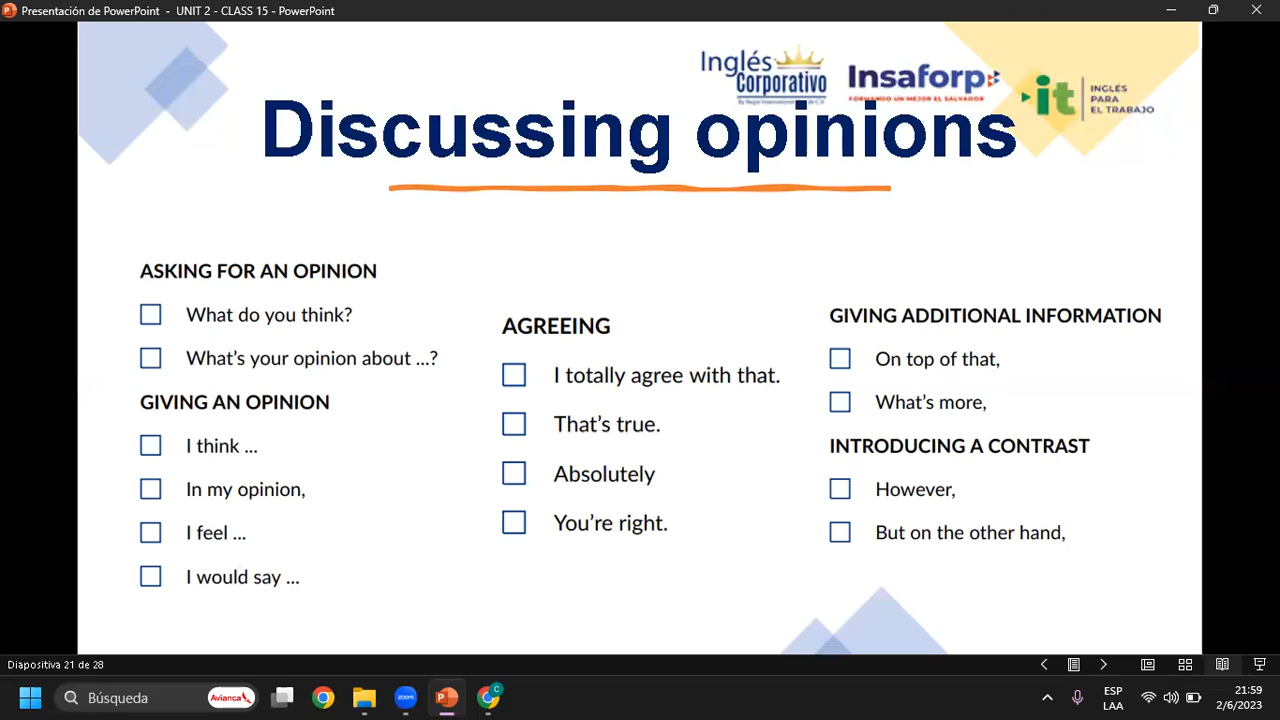 Presentación de PowerPoint - UNIT 2 - CLASS 15 - PowerPoint
Inglés
Corporativo
Insaforp
FORMANDO UN MEJOR EL SALVADOR
it
INGLÉS
PARA
EL TRABAJO
Discussing opinions
ASKING FOR AN OPINION
What do you think?
What's your opinion about ...?
GIVING AN OPINION
I think ...
In my opinion,
I feel ...
I would say ...
AGREEING
I totally agree with that.
That's true.
Absolutely
You're right.
GIVING ADDITIONAL INFORMATION
On top of that,
What's more,
INTRODUCING A CONTRAST
However,
But on the other hand,
Diapositiva 21 de 28
Búsqueda
Avianca
zoom
C
ESP
LAA
21:59
2/6/2023